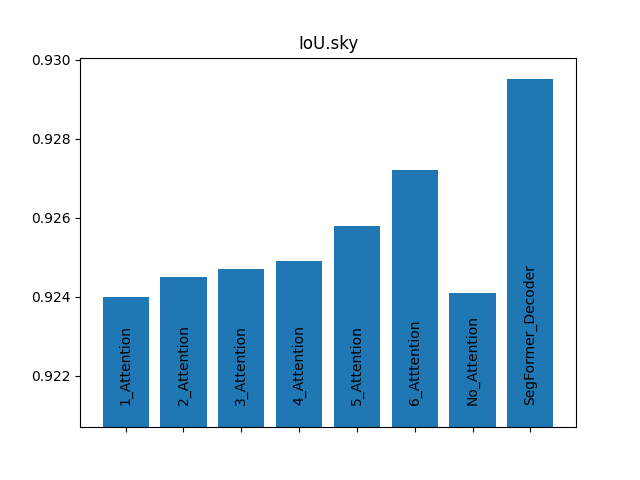 IoU.sky
0.930
0.928
0.926
0.924
0.922
1_Attention
2_Attention
3_Attention
4_Attention
5_Attention
6_Atttention
No_Attention
SegFormer_Decoder